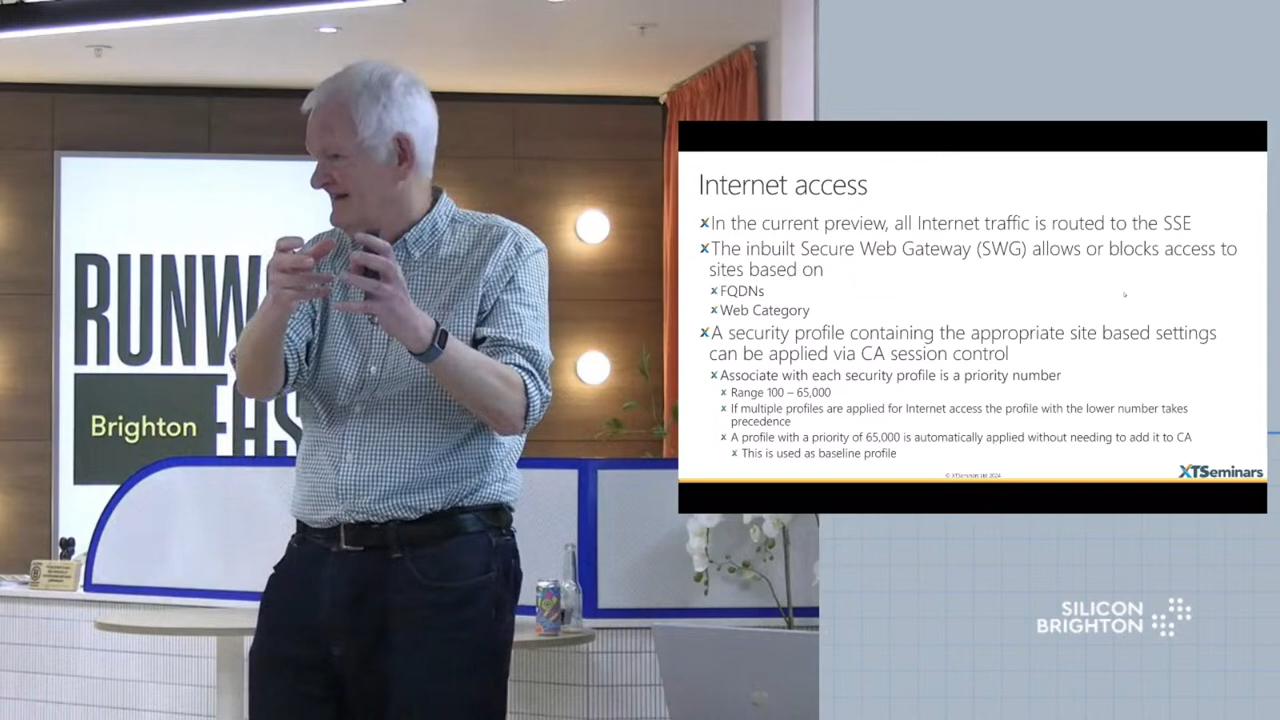 RUNW
EAS
Brighton
Internet access
In the current preview, all Internet traffic is routed to the SSE
The inbuilt Secure Web Gateway (SWG) allows or blocks access to
sites based on
FQDNs
Web Category
A security profile containing the appropriate site based settings
can be applied via CA session control
Associate with each security profile is a priority number
Range 100 – 65,000
If multiple profiles are applied for Internet access the profile with the lower number takes
precedence
A profile with a priority of 65,000 is automatically applied without needing to add it to CA
This is used as baseline profile
© XTSeminars Ltd 2024
XTSeminars
SILICON
BRIGHTON